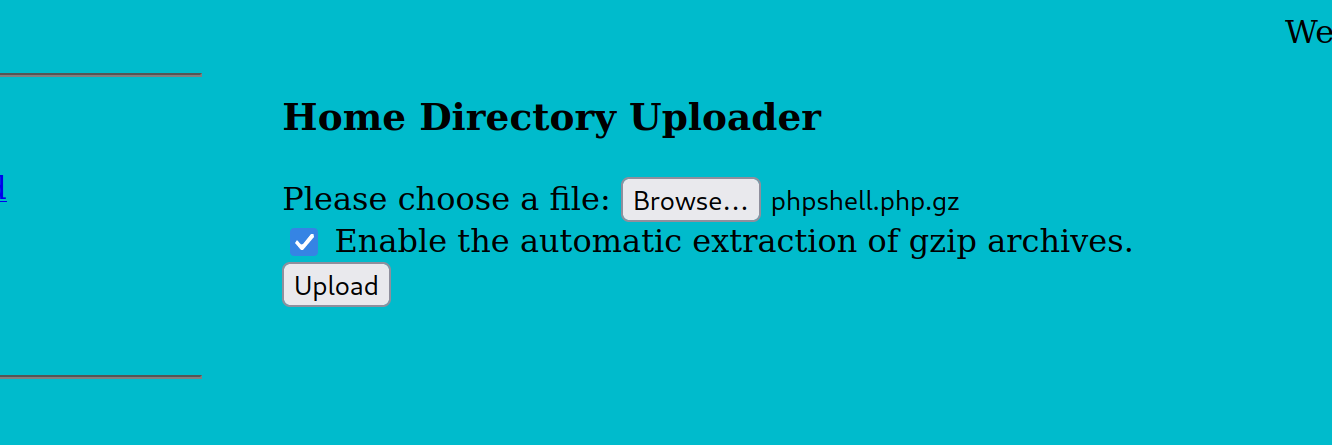 Home Directory Uploader
Please choose a file: Browse... phpshell.php.gz
Enable the automatic extraction of gzip archives.
Upload